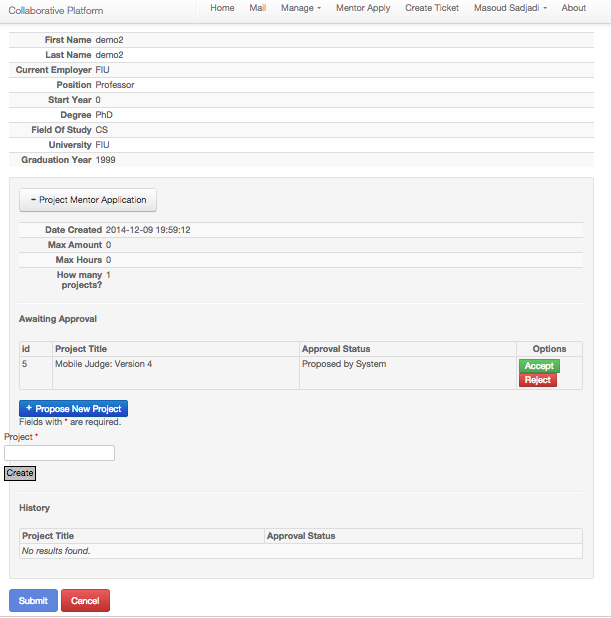 Collaborative Platform Home Mail Manage Mentor Apply Create Ticket Masoud Sadjadi About
First Name demo2
Last Name demo2
Current Employer FIU
Position Professor
Start Year 0
Degree PhD
Field Of Study CS
University FIU
Graduation Year 1999
− Project Mentor Application
Date Created 2014-12-09 19:59:12
Max Amount 0
Max Hours 0
How many 1
projects?
Awaiting Approval
id Project Title Approval Status Options
5 Mobile Judge: Version 4 Proposed by System Accept
Reject
+ Propose New Project
Fields with * are required.
Project *
Create
History
Project Title Approval Status
No results found.
Submit Cancel